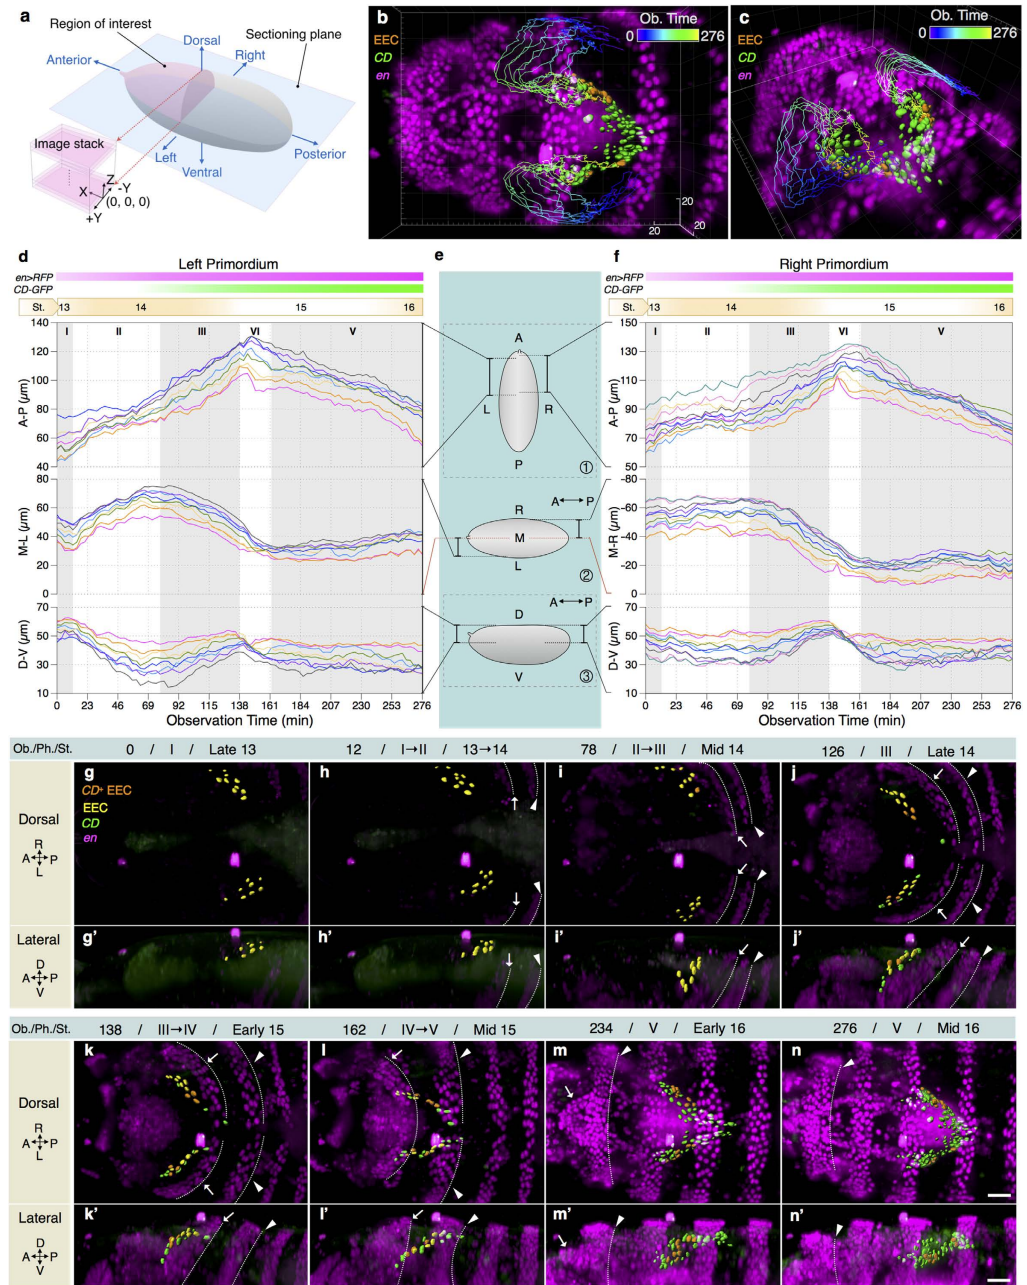 a
Region of interest
Dorsal
Right
Sectioning plane
Anterior
Image stack
Left
Ventral
Posterior
X
Z
-Y
(0, 0, 0)
+Y
b
EEC
CD
en
Ob. Time
0
276
20
20
20
c
EEC
CD
en
Ob. Time
0
276
d
Left Primordium
en>RFP
CD-GFP
St.
13
14
15
16
I
II
III
VI
V
A-P (μm)
140
120
100
80
60
40
M-L (μm)
80
60
40
20
0
D-V (μm)
70
50
30
10
0 23 46 69 92 115 138 161 184 207 230 253 276
Observation Time (min)
e
A
L
R
P
①
A
P
R
M
L
②
A
P
D
V
③
f
Right Primordium
en>RFP
CD-GFP
St.
13
14
15
16
I
II
III
VI
V
A-P (μm)
150
130
110
90
70
50
M-R (μm)
-80
-60
-40
-20
0
D-V (μm)
70
50
30
10
0 23 46 69 92 115 138 161 184 207 230 253 276
Observation Time (min)
Ob./Ph./St.
0 / I / Late 13
12 / I→II / 13→14
78 / II→III / Mid 14
126 / III / Late 14
Dorsal
R
A
P
L
g
CD⁺ EEC
EEC
CD
en
h
i
j
Lateral
D
A
P
V
g'
h'
i'
j'
Ob./Ph./St.
138 / III→IV / Early 15
162 / IV→V / Mid 15
234 / V / Early 16
276 / V / Mid 16
Dorsal
R
A
P
L
k
l
m
n
Lateral
D
A
P
V
k'
l'
m'
n'